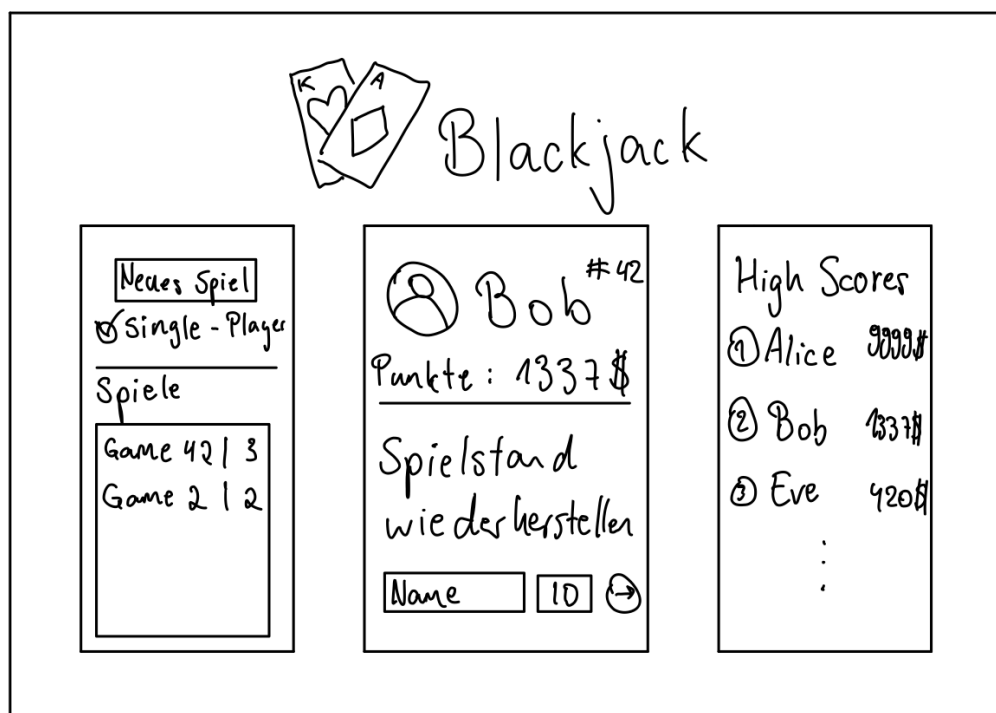 K A
Blackjack
Neues Spiel
Single-Player
Spiele
Game 42 | 3
Game 2 | 2
Bob #42
Punkte: 1337$
Spielstand
wiederherstellen
Name 10 →
High Scores
1 Alice 9999$
2 Bob 1337$
3 Eve 420$
⋮